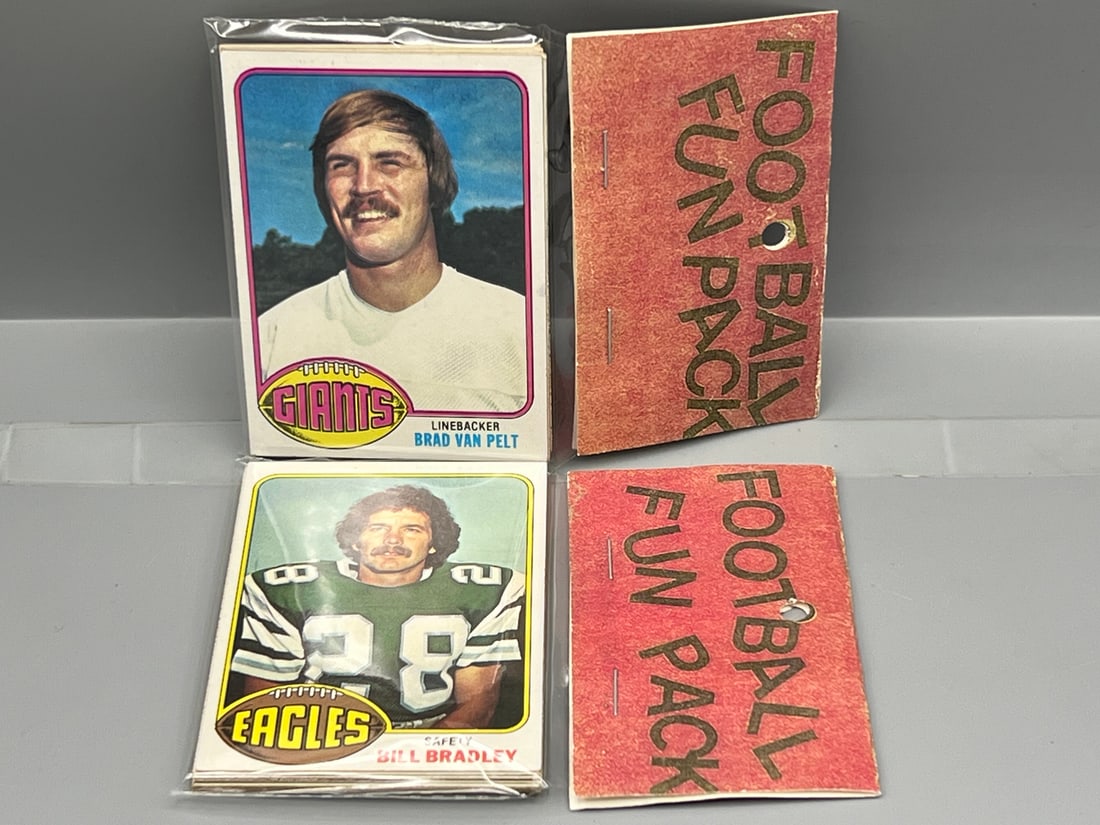 GIANTS
LINEBACKER
BRAD VAN PELT
FOOTBALL
FUN PACK
28 28
28
EAGLES
SAFETY
BILL BRADLEY
FOOTBALL
FUN PACK